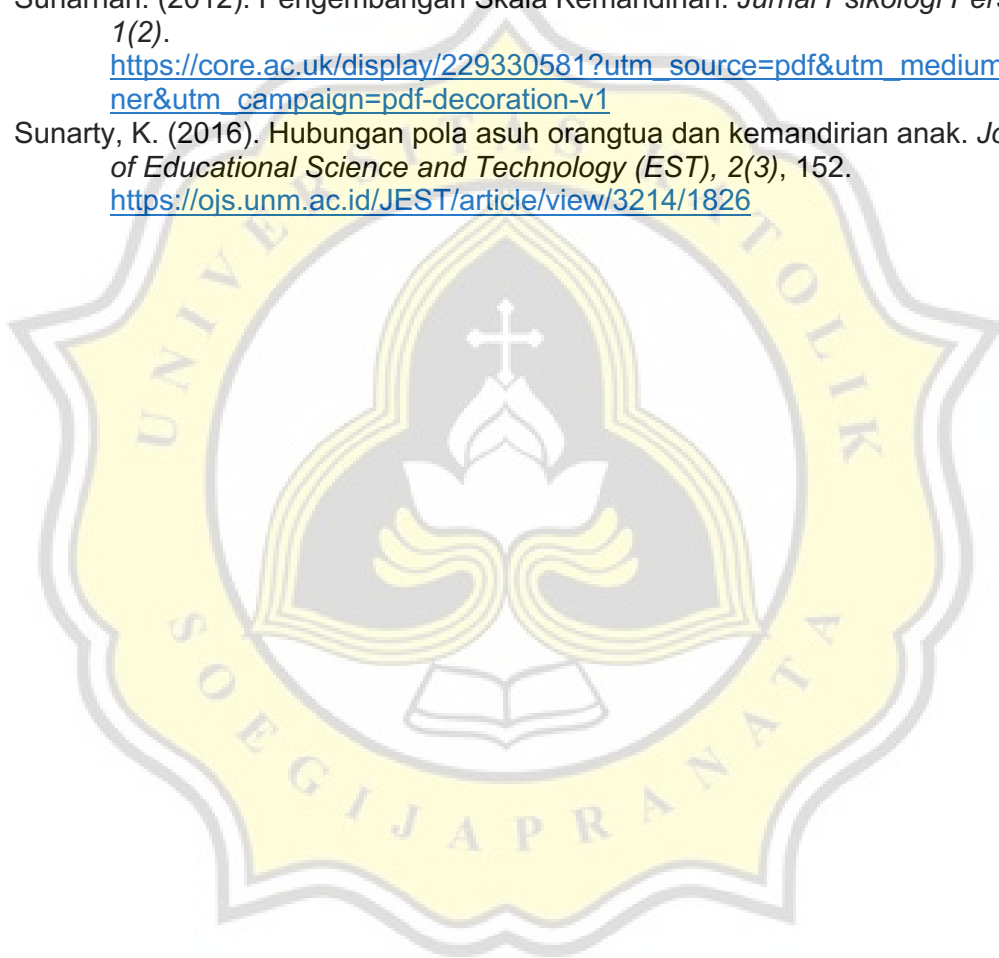 (2012). Pengembangan Skala Kemandirian. Jurnal Psikologi
1(2).
https://core.ac.uk/display/229330581?utm_source=pdf&utm_medium
ner&utm_campaign=pdf-decoration-v1
Sunarty, K. (2016). Hubungan pola asuh orangtua dan kemandirian anak.
of Educational Science and Technology (EST), 2(3), 152.
https://ojs.unm.ac.id/JEST/article/view/3214/1826
UNIVERSITAS KATOLIK
SOEGIJAPRANATA